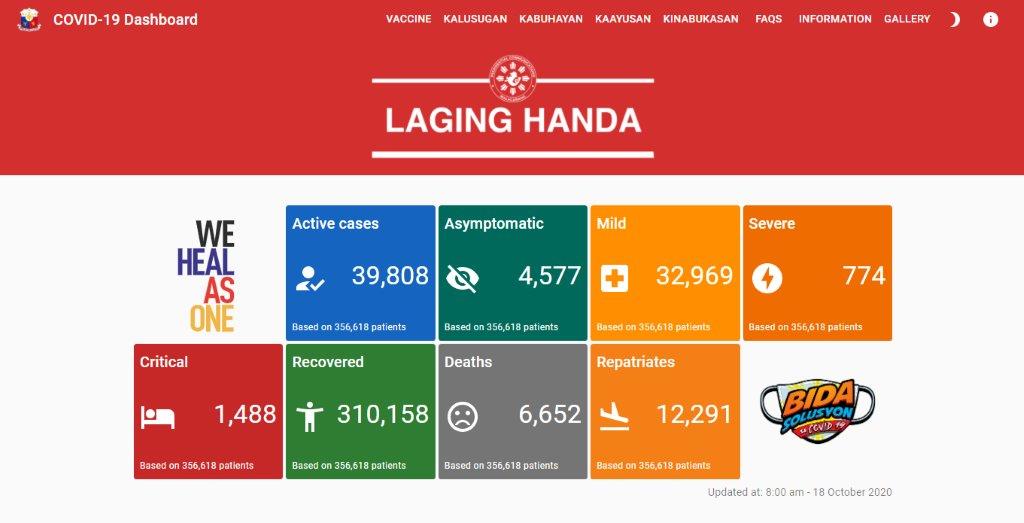 COVID-19 Dashboard
VACCINE KALUSUGAN KABUHAYAN KAAYUSAN KINABUKASAN FAQS INFORMATION GALLERY
LAGING HANDA
WE
HEAL
AS
ONE
Active cases
39,808
Based on 356,618 patients
Asymptomatic
4,577
Based on 356,618 patients
Mild
32,969
Based on 356,618 patients
Severe
774
Based on 356,618 patients
Critical
1,488
Based on 356,618 patients
Recovered
310,158
Based on 356,618 patients
Deaths
6,652
Based on 356,618 patients
Repatriates
12,291
Based on 356,618 patients
BIDA
SOLUSYON
sa COVID-19
Updated at: 8:00 am - 18 October 2020